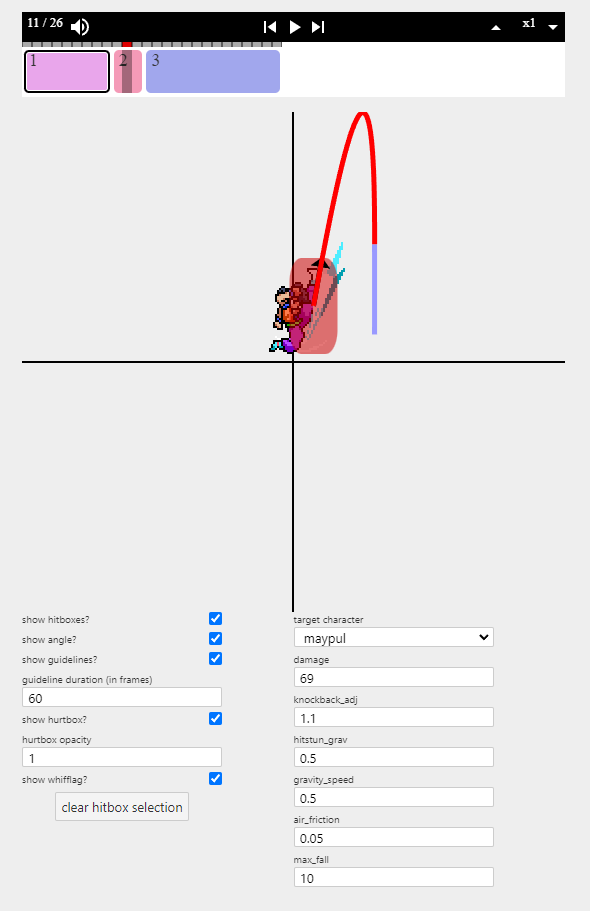 11 / 26
x1
1
2
3
show hitboxes?
show angle?
show guidelines?
guideline duration (in frames)
60
show hurtbox?
hurtbox opacity
1
show whifflag?
clear hitbox selection
target character
maypul
damage
69
knockback_adj
1.1
hitstun_grav
0.5
gravity_speed
0.5
air_friction
0.05
max_fall
10